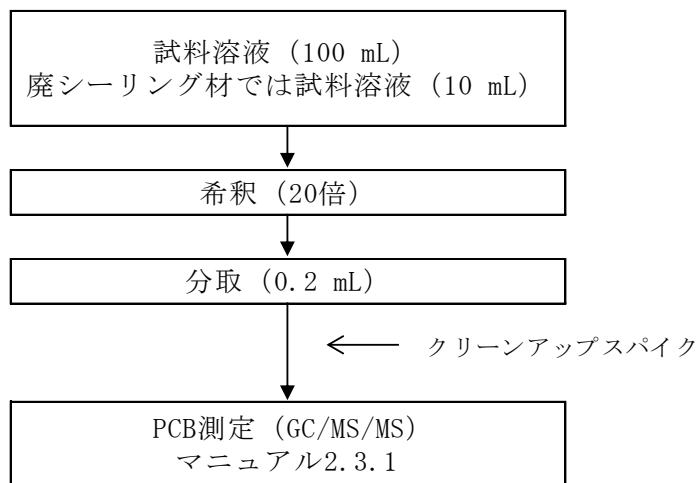 試料溶液 (100 mL)
廃シーリング材では試料溶液 (10 mL)
希釈 (20倍)
分取 (0.2 mL)
クリーンアップスパイク
PCB測定 (GC/MS/MS)
マニュアル2.3.1